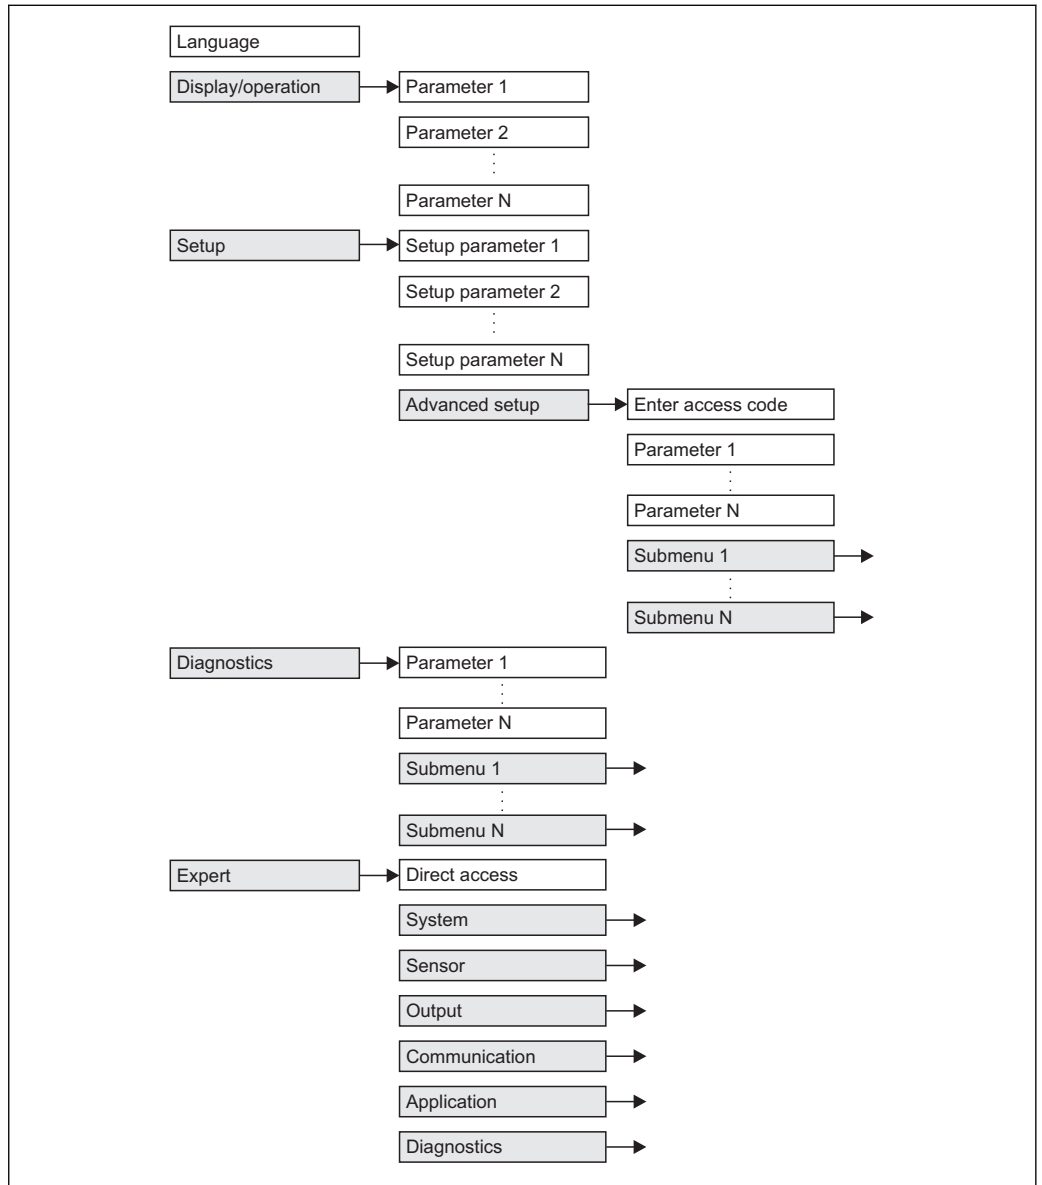 Language
Display/operation
Parameter 1
Parameter 2
Parameter N
Setup
Setup parameter 1
Setup parameter 2
Setup parameter N
Advanced setup
Enter access code
Parameter 1
Parameter N
Submenu 1
Submenu N
Diagnostics
Parameter 1
Parameter N
Submenu 1
Submenu N
Expert
Direct access
System
Sensor
Output
Communication
Application
Diagnostics